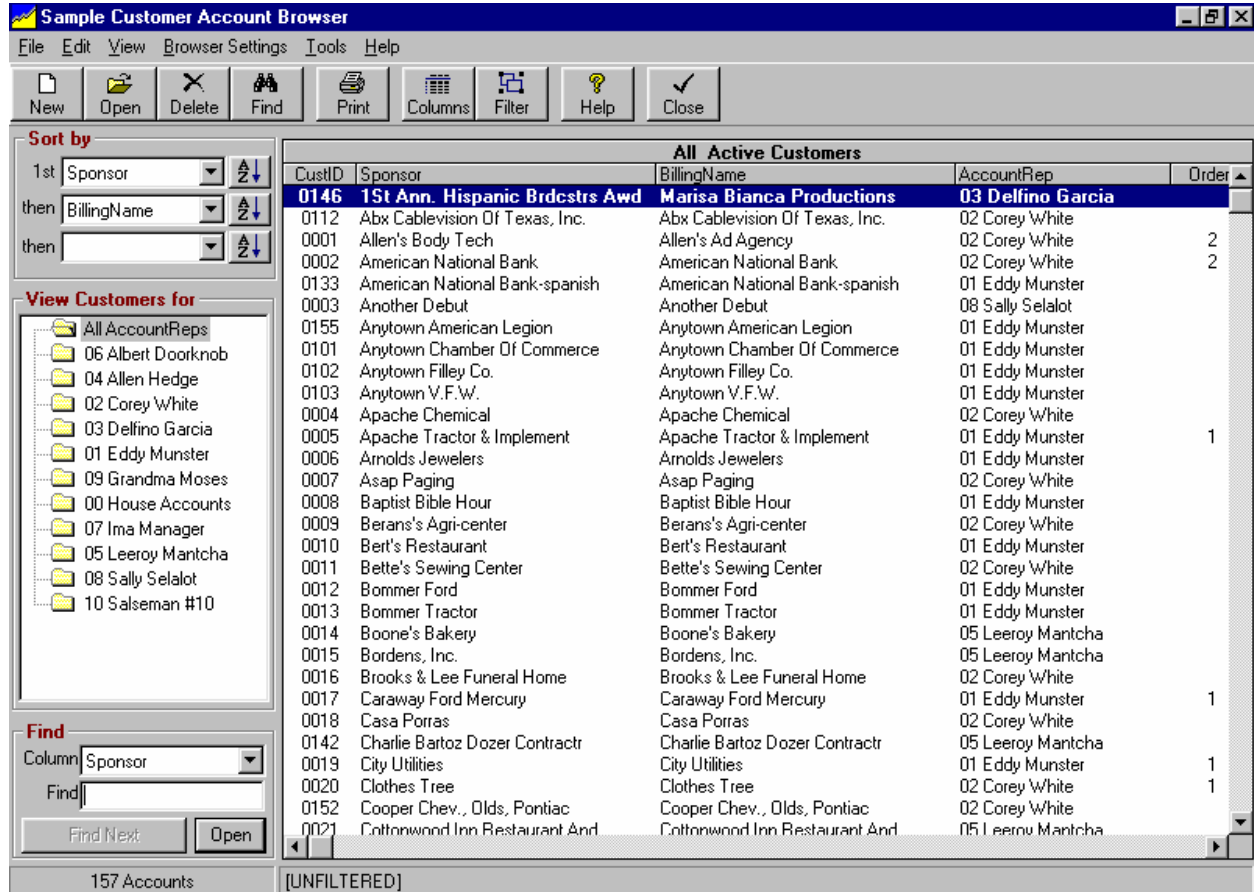 Sample Customer Account Browser
File Edit View Browser Settings Tools Help
New Open Delete Find Print Columns Filter Help Close
Sort by
1st Sponsor
then BillingName
then
View Customers for
All AccountReps
06 Albert Doorknob
04 Allen Hedge
02 Corey White
03 Delfino Garcia
01 Eddy Munster
09 Grandma Moses
00 House Accounts
07 Ima Manager
05 Leeroy Mantcha
08 Sally Selalot
10 Salseman #10
Find
Column Sponsor
Find
Find Next Open
All Active Customers
CustID Sponsor BillingName AccountRep Order
0146 1St Ann. Hispanic Brdcstrs Awd Marisa Bianca Productions 03 Delfino Garcia
0112 Abx Cablevision Of Texas, Inc. Abx Cablevision Of Texas, Inc. 02 Corey White
0001 Allen's Body Tech Allen's Ad Agency 02 Corey White 2
0002 American National Bank American National Bank 02 Corey White 2
0133 American National Bank-spanish American National Bank-spanish 01 Eddy Munster
0003 Another Debut Another Debut 08 Sally Selalot
0155 Anytown American Legion Anytown American Legion 01 Eddy Munster
0101 Anytown Chamber Of Commerce Anytown Chamber Of Commerce 01 Eddy Munster
0102 Anytown Filley Co. Anytown Filley Co. 01 Eddy Munster
0103 Anytown V.F.W. Anytown V.F.W. 01 Eddy Munster
0004 Apache Chemical Apache Chemical 02 Corey White
0005 Apache Tractor & Implement Apache Tractor & Implement 01 Eddy Munster 1
0006 Arnolds Jewelers Arnolds Jewelers 01 Eddy Munster
0007 Asap Paging Asap Paging 02 Corey White
0008 Baptist Bible Hour Baptist Bible Hour 01 Eddy Munster
0009 Berans's Agri-center Berans's Agri-center 02 Corey White
0010 Bert's Restaurant Bert's Restaurant 01 Eddy Munster
0011 Bette's Sewing Center Bette's Sewing Center 02 Corey White
0012 Bommer Ford Bommer Ford 01 Eddy Munster
0013 Bommer Tractor Bommer Tractor 01 Eddy Munster
0014 Boone's Bakery Boone's Bakery 05 Leeroy Mantcha
0015 Bordens, Inc. Bordens, Inc. 05 Leeroy Mantcha
0016 Brooks & Lee Funeral Home Brooks & Lee Funeral Home 02 Corey White
0017 Caraway Ford Mercury Caraway Ford Mercury 01 Eddy Munster 1
0018 Casa Porras Casa Porras 02 Corey White
0142 Charlie Bartoz Dozer Contractr Charlie Bartoz Dozer Contractr 05 Leeroy Mantcha
0019 City Utilities City Utilities 01 Eddy Munster 1
0020 Clothes Tree Clothes Tree 02 Corey White 1
0152 Cooper Chev., Olds, Pontiac Cooper Chev., Olds, Pontiac 02 Corey White
0021 Cottonwood Inn Restaurant And Cottonwood Inn Restaurant And 05 Leeroy Mantcha
157 Accounts [UNFILTERED]